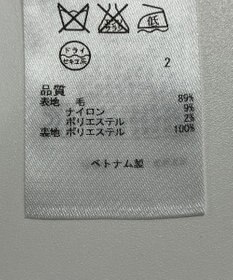 低
ドライ
セキユ系
2
品質
表地 毛 89%
ナイロン 9%
ポリエステル 2%
裏地 ポリエステル 100%
ベトナム製